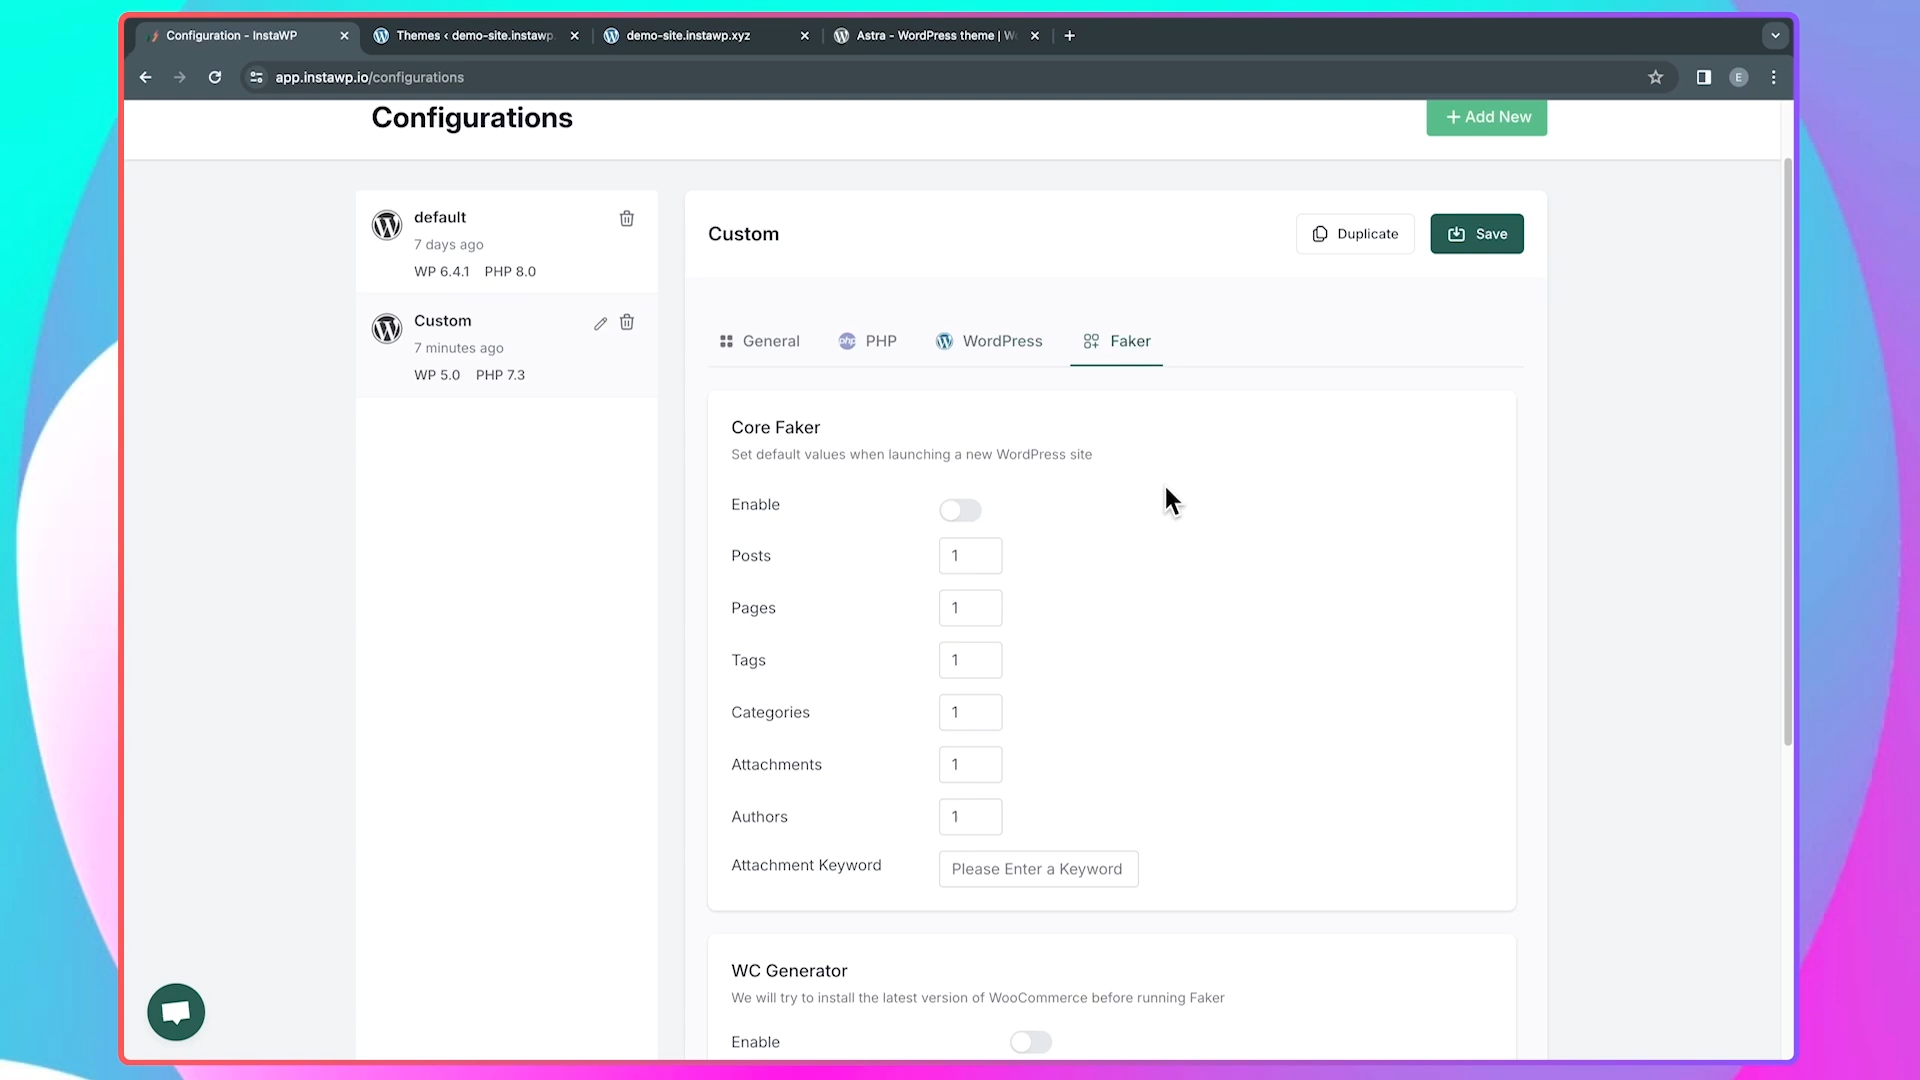 Configuration - InstaWP
Themes ‹ demo-site.instawp.
demo-site.instawp.xyz
Astra - WordPress theme | W
app.instawp.io/configurations
E
Configurations
+ Add New
default
7 days ago
WP 6.4.1 PHP 8.0
Custom
7 minutes ago
WP 5.0 PHP 7.3
Custom
Duplicate
Save
General
php PHP
WordPress
Faker
Core Faker
Set default values when launching a new WordPress site
Enable
Posts 1
Pages 1
Tags 1
Categories 1
Attachments 1
Authors 1
Attachment Keyword Please Enter a Keyword
WC Generator
We will try to install the latest version of WooCommerce before running Faker
Enable